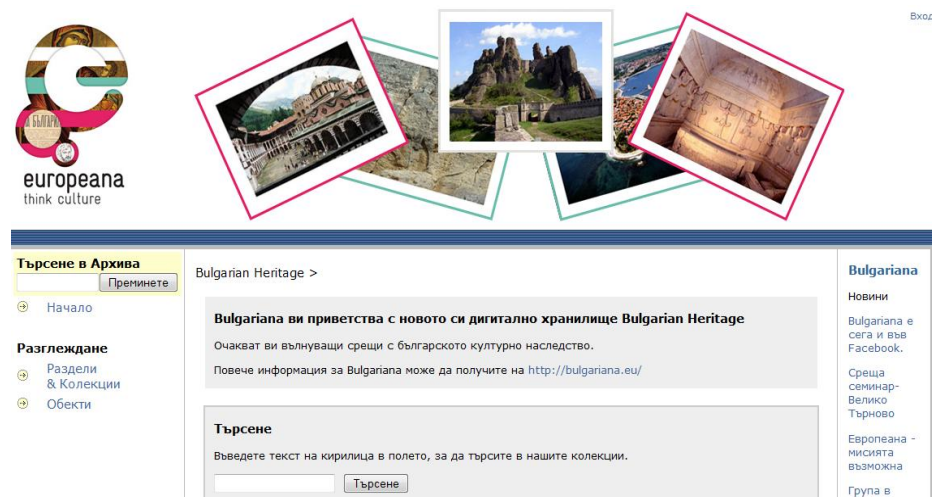 Вход
А БЪЛГАРИ
europeana
think culture
Търсене в Архива
Преминете
Начало
Разглеждане
Раздели
& Колекции
Обекти
Bulgarian Heritage >
Bulgariana ви приветства с новото си дигитално хранилище Bulgarian Heritage
Очакват ви вълнуващи срещи с българското културно наследство.
Повече информация за Bulgariana може да получите на http://bulgariana.eu/
Търсене
Въведете текст на кирилица в полето, за да търсите в нашите колекции.
Търсене
Bulgariana
Новини
Bulgariana е
сега и във
Facebook.
Среща
семинар-
Велико
Търново
Европеана -
мисията
възможна
Група в